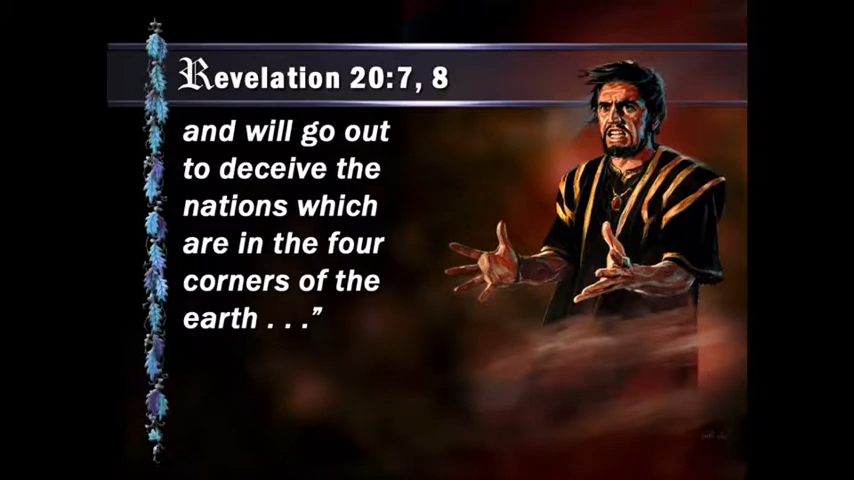 Revelation 20:7, 8
and will go out
to deceive the
nations which
are in the four
corners of the
earth . . .”